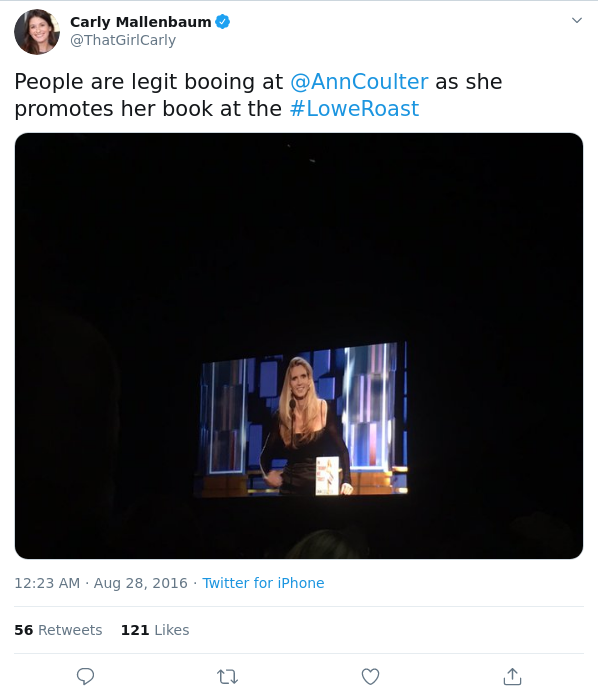 Carly Mallenbaum
@ThatGirlCarly
People are legit booing at @AnnCoulter as she
promotes her book at the #LoweRoast
12:23 AM · Aug 28, 2016 · Twitter for iPhone
56 Retweets 121 Likes